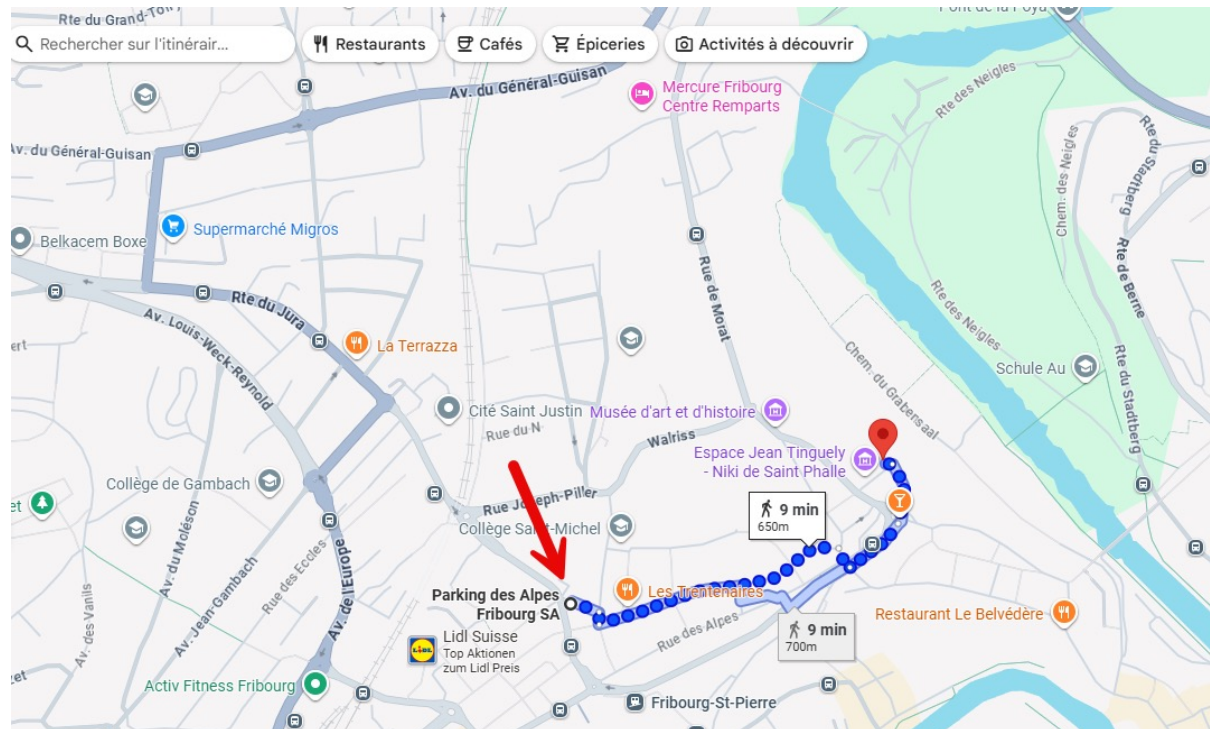 Rte du Grand-Torry
Pont de la Poya
Rechercher sur l'itinérair...
Restaurants
Cafés
Épiceries
Activités à découvrir
Av. du Général-Guisan
Mercure Fribourg
Centre Remparts
Rte des Neigles
Av. du Général-Guisan
Chem. des Neigles
Rte du Stadtberg
Supermarché Migros
Belkacem Boxe
Rue de Morat
Rte de Berne
Rte du Jura
Av. Louis-Weck-Reynold
Rte des Neigles
La Terrazza
Chem. du Grabensaal
Schule Au
Rte du Stadtberg
Cité Saint Justin
Musée d'art et d'histoire
Rue du N
Walriss
Espace Jean Tinguely
- Niki de Saint Phalle
Collège de Gambach
Rue Joseph-Piller
9 min
650m
Collège Saint-Michel
Av. du Moléson
Rue des Eccles
Av. de l'Europe
Av. Jean-Gambach
Av. des Vanils
Parking des Alpes
Fribourg SA
Les Trentenaires
Restaurant Le Belvédère
Rue des Alpes
9 min
700m
Lidl Suisse
Top Aktionen
zum Lidl Preis
Activ Fitness Fribourg
Fribourg-St-Pierre